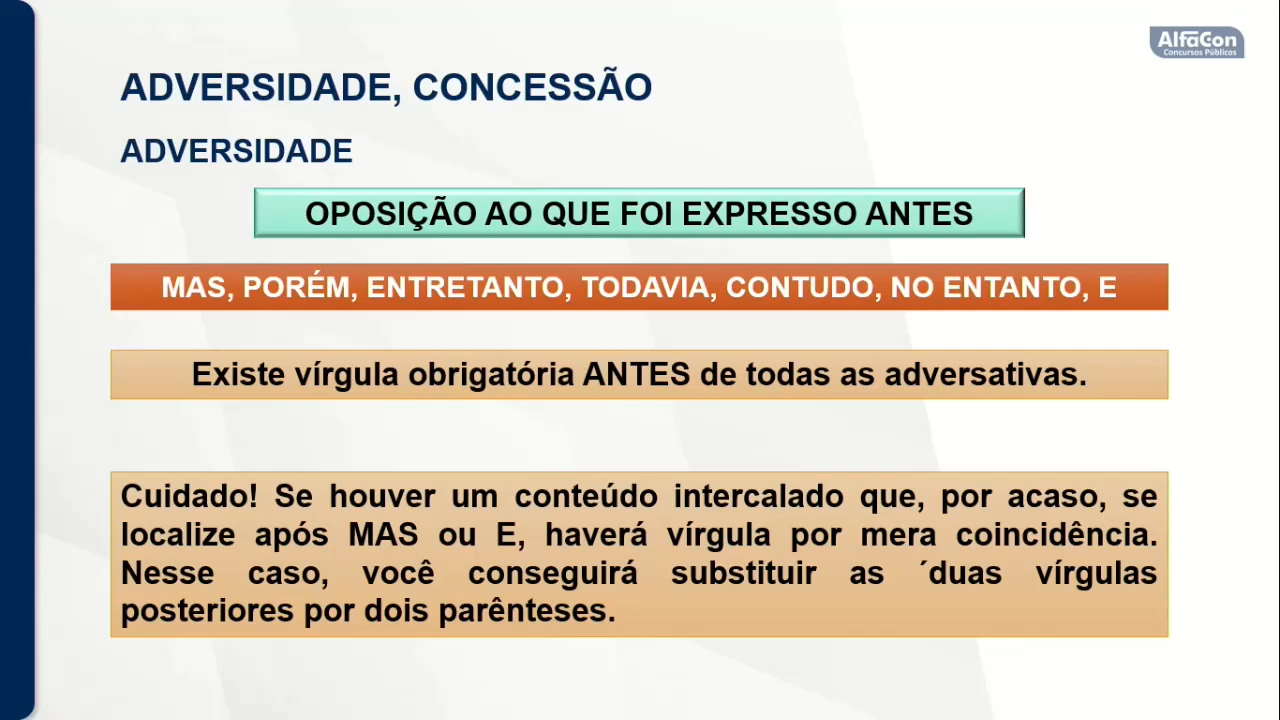 AlfaCon
Concursos Públicos
ADVERSIDADE, CONCESSÃO
ADVERSIDADE
OPOSIÇÃO AO QUE FOI EXPRESSO ANTES
MAS, PORÉM, ENTRETANTO, TODAVIA, CONTUDO, NO ENTANTO, E
Existe vírgula obrigatória ANTES de todas as adversativas.
Cuidado! Se houver um conteúdo intercalado que, por acaso, se
localize após MAS ou E, haverá vírgula por mera coincidência.
Nesse caso, você conseguirá substituir as ´duas vírgulas
posteriores por dois parênteses.